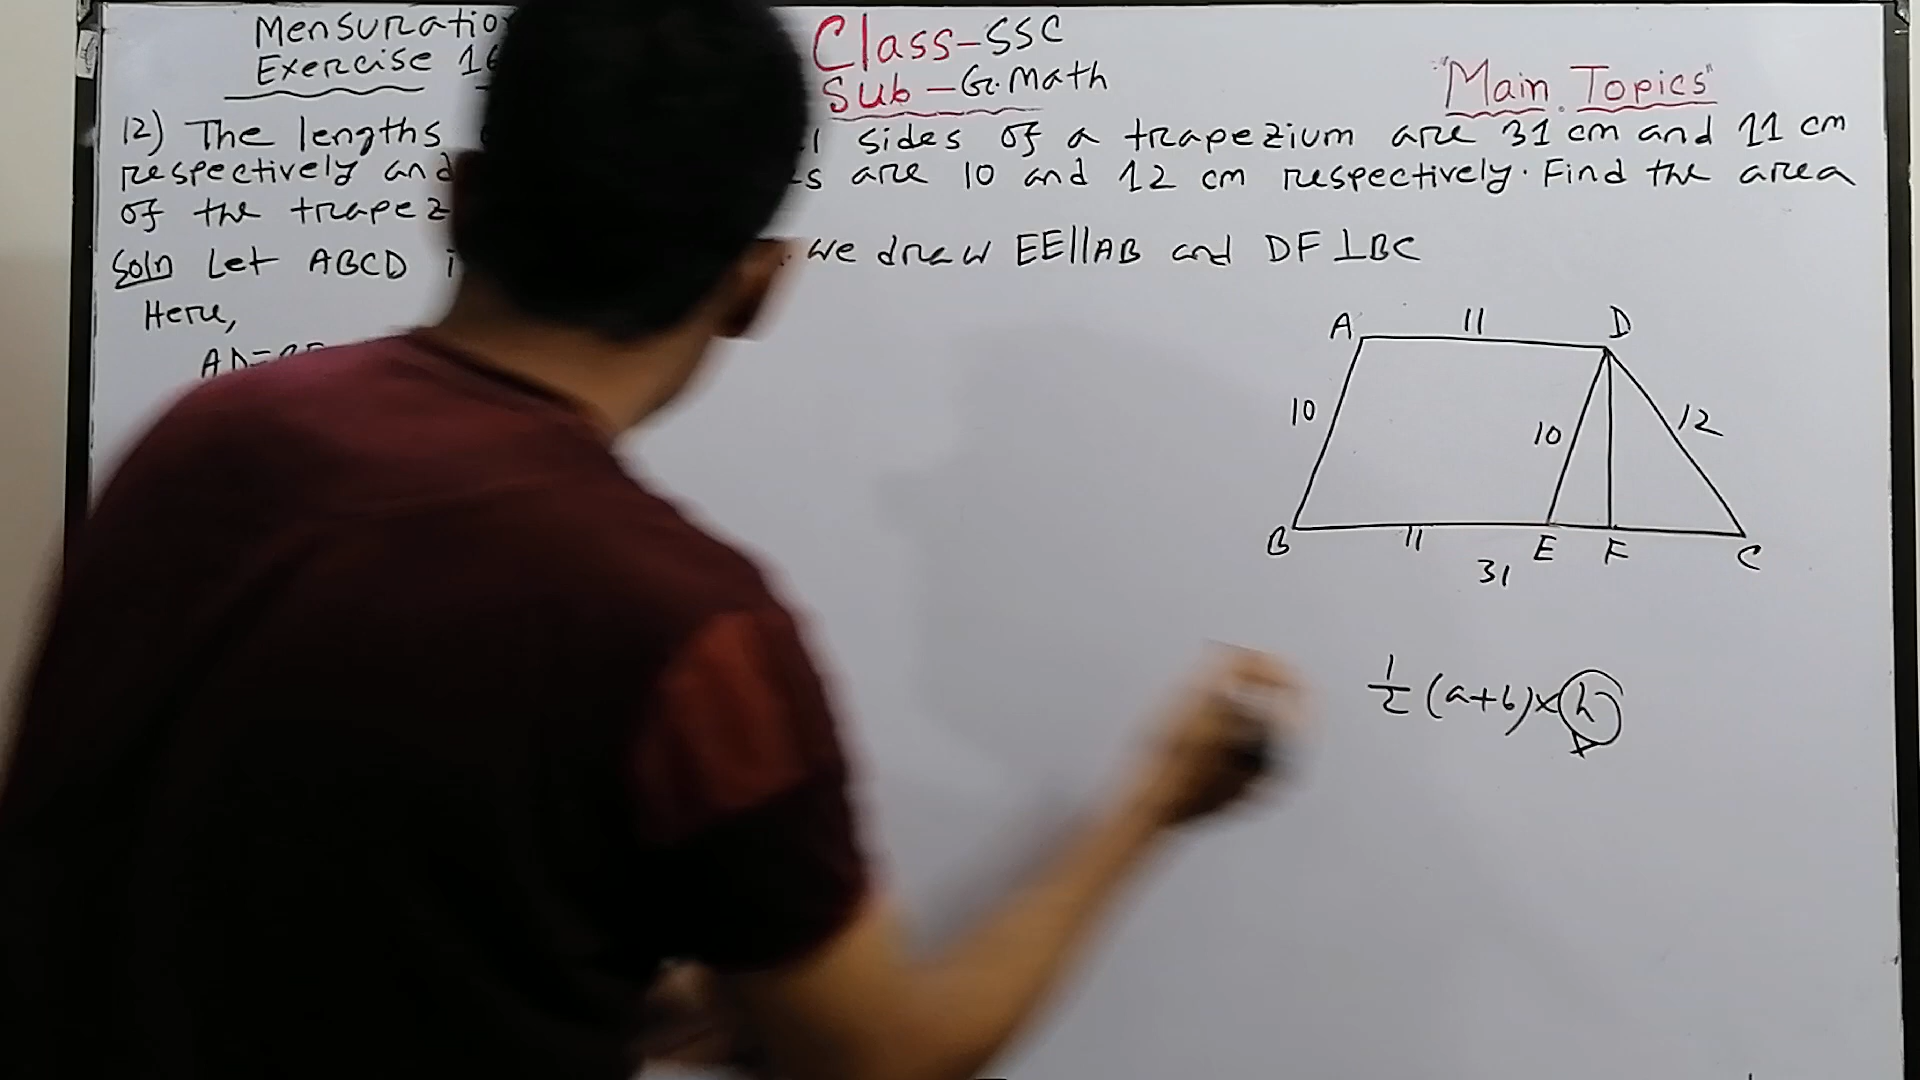 Mensuratio
Exercise 16
Class-SSC
Sub-G.Math
"Main Topics"
12) The lengths sides of a trapezium are 31 cm and 11 cm
respectively and are 10 and 12 cm respectively. Find the area
of the trapez
Soln Let ABCD we draw EE||AB and DF⊥BC
Here,
A 11 D
10 10 12
B 11 E F C
31
1/2 (a+b)×h